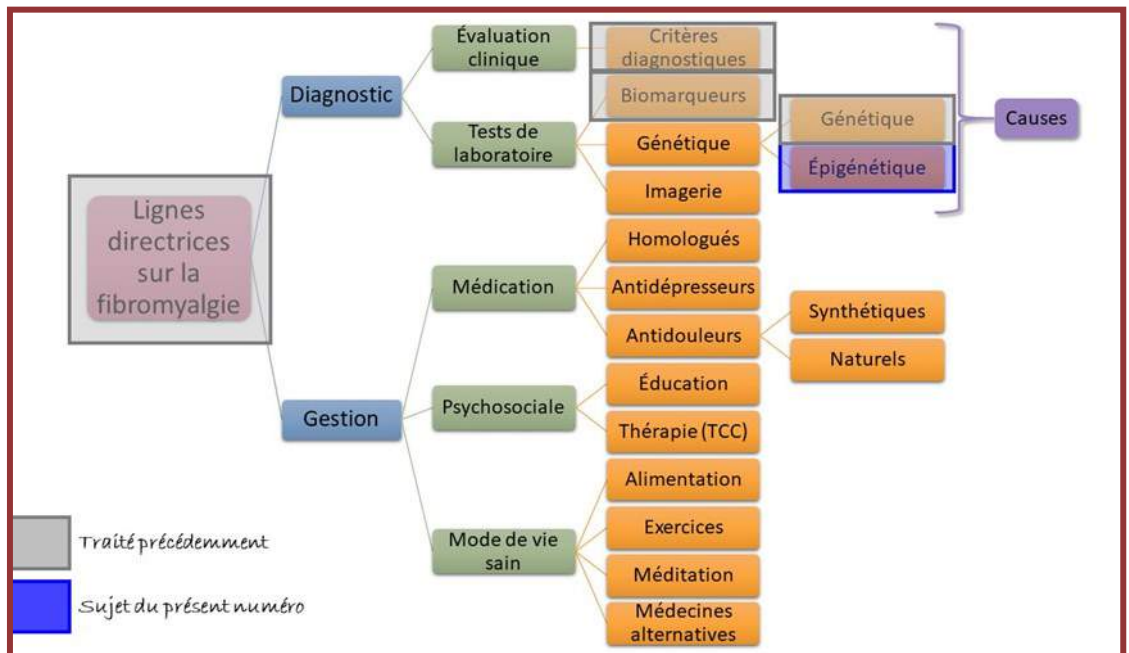 Lignes
directrices
sur la
fibromyalgie
Diagnostic
Évaluation
clinique
Critères
diagnostiques
Tests de
laboratoire
Biomarqueurs
Génétique
Génétique
Épigénétique
Imagerie
Causes
Gestion
Médication
Homologués
Antidépresseurs
Antidouleurs
Synthétiques
Naturels
Psychosociale
Éducation
Thérapie (TCC)
Mode de vie
sain
Alimentation
Exercices
Méditation
Médecines
alternatives
Traité précédemment
Sujet du présent numéro